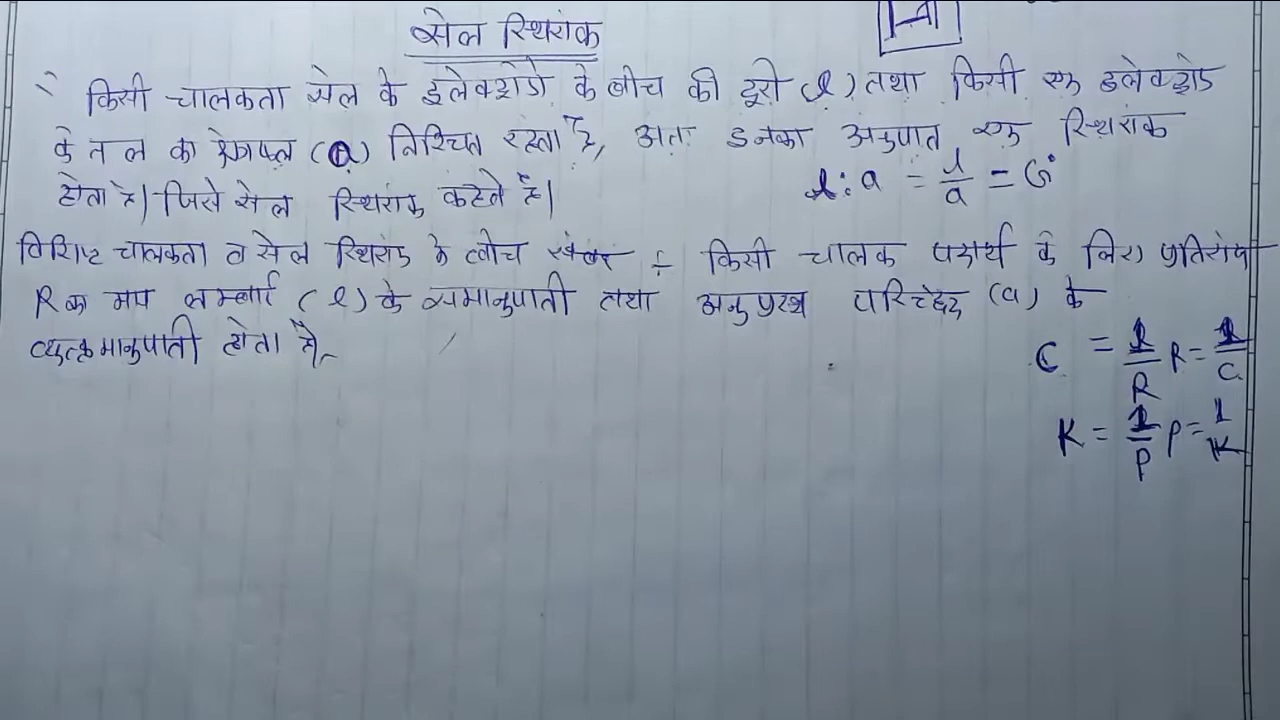 सेल स्थिरांक
किसी चालकता सेल के इलेक्ट्रोडो के बीच की दूरी (l) तथा किसी एक इलेक्ट्रोड
के तल का क्षेत्रफल (a) निश्चित रहता है, अतः इनका अनुपात एक स्थिरांक
होता है। जिसे सेल स्थिरांक कहते है। l : a = l/a = G*
विशिष्ट चालकता व सेल स्थिरांक के बीच संबंध ÷ किसी चालक पदार्थ के लिए प्रतिरोध
R का मप लम्बाई (l) के समानुपाती तथा अनुप्रस्थ परिच्छेद (a) के
व्युत्क्रमानुपाती होता है,
C = 1/R R = 1/C
K = 1/ρ ρ = 1/K